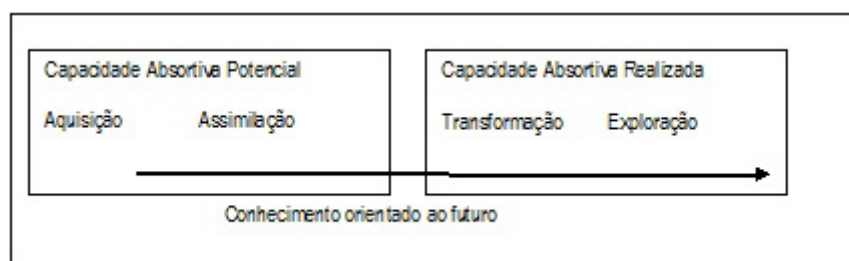 Capacidade Absortiva Potencial
Aquisição Assimilação
Capacidade Absortiva Realizada
Transformação Exploração
Conhecimento orientado ao futuro